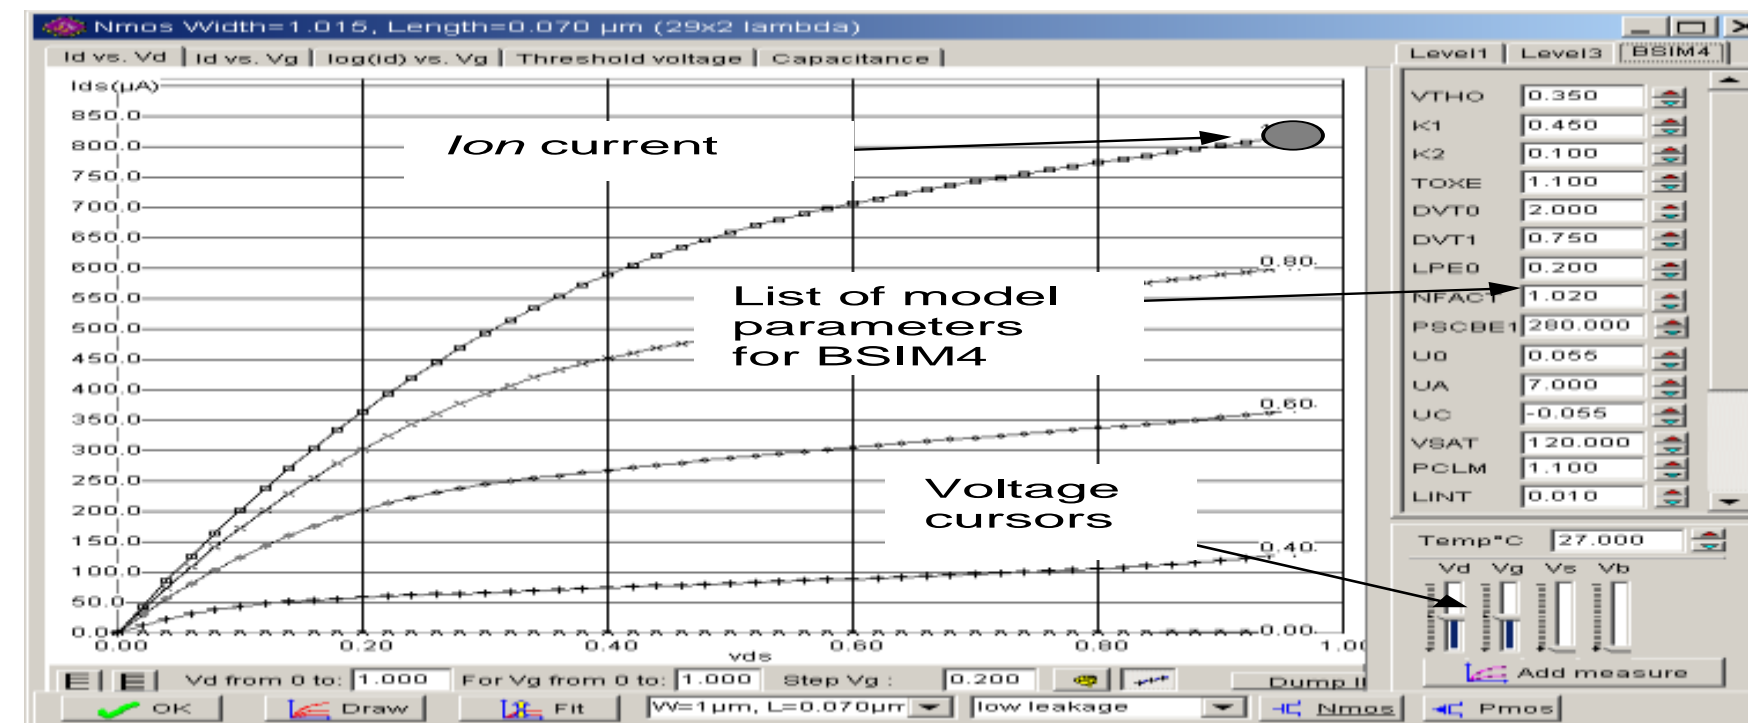 Nmos Width=1.015, Length=0.070 µm (29x2 lambda)
Id vs. Vd Id vs. Vg log(id) vs. Vg Threshold voltage Capacitance
Level1 Level3 BSIM4
Ids(µA)
850.0
800.0
750.0
700.0
650.0
600.0
550.0
500.0
450.0
400.0
350.0
300.0
250.0
200.0
150.0
100.0
50.0
0.0
0.00 0.20 0.40 0.60 0.80 1.00
vds
Ion current
0.80
0.60
0.40
0.00
List of model
parameters
for BSIM4
Voltage
cursors
VTHO 0.350
K1 0.450
K2 0.100
TOXE 1.100
DVT0 2.000
DVT1 0.750
LPE0 0.200
NFACT 1.020
PSCBE1 280.000
U0 0.055
UA 7.000
UC -0.055
VSAT 120.000
PCLM 1.100
LINT 0.010
Temp°C 27.000
Vd Vg Vs Vb
Add measure
Vd from 0 to: 1.000 For Vg from 0 to: 1.000 Step Vg : 0.200 Dump I
OK Draw Fit W=1µm, L=0.070µm low leakage Nmos Pmos